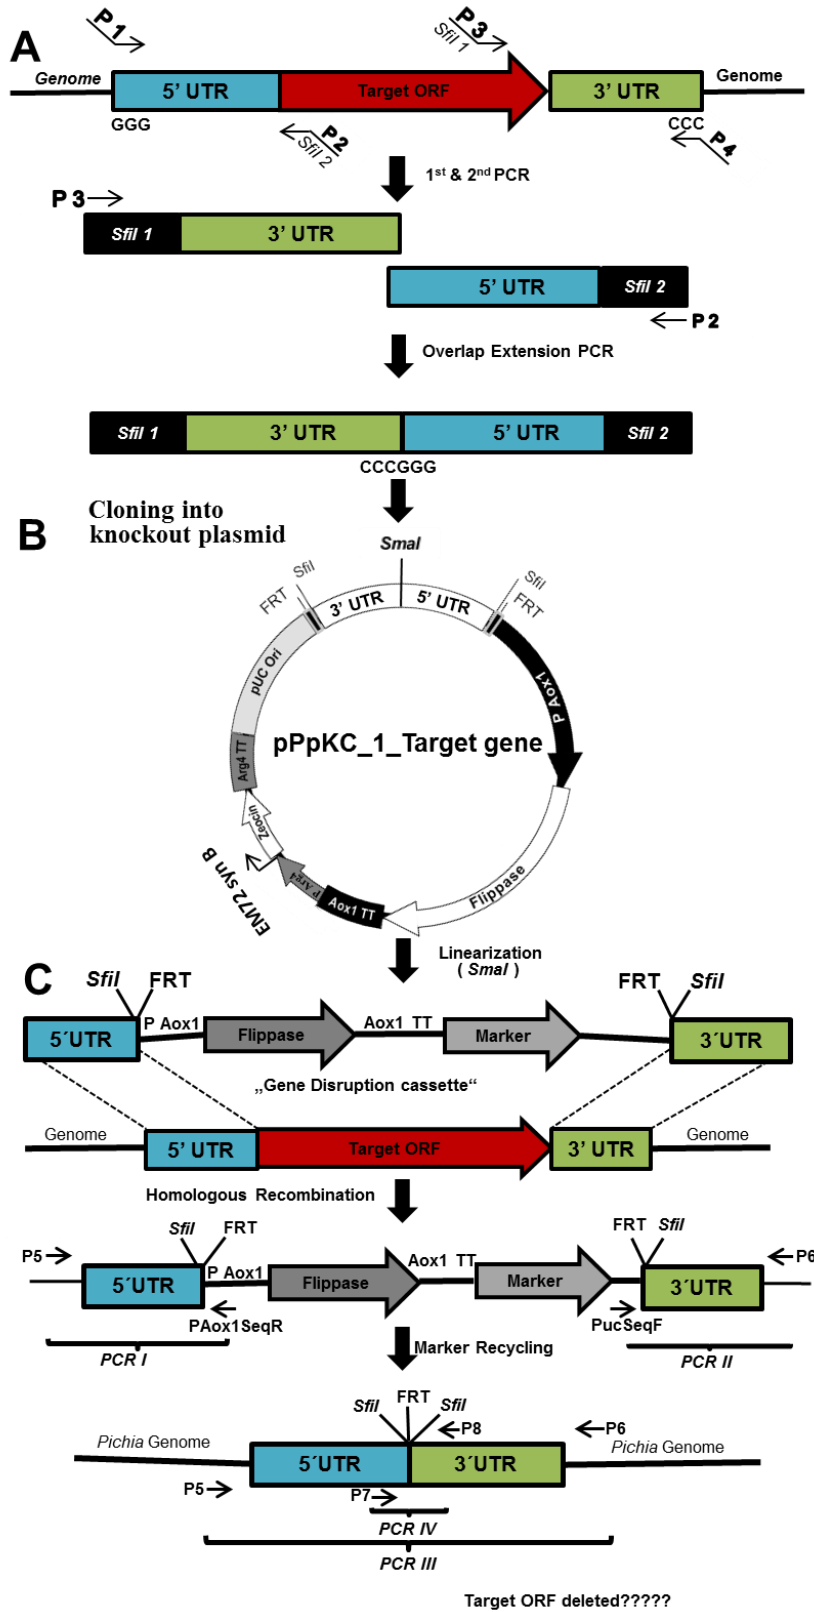 A
P1
P3
SfiI 1
Genome
5' UTR
Target ORF
3' UTR
Genome
GGG
P2
SfiI 2
CCC
P4
1st & 2nd PCR
P 3
SfiI 1
3' UTR
5' UTR
SfiI 2
P 2
Overlap Extension PCR
SfiI 1
3' UTR
5' UTR
SfiI 2
CCCGGG
B
Cloning into
knockout plasmid
SmaI
SfiI
FRT
3' UTR
5' UTR
SfiI
FRT
pUC Ori
P Aox1
pPpKC_1_Target gene
Arg4 TT
Zeocin
EM72 syn B
P Arg4
Aox1 TT
Flippase
Linearization
( SmaI )
C
SfiI
FRT
FRT
SfiI
5´UTR
P Aox1
Flippase
Aox1 TT
Marker
3´UTR
„Gene Disruption cassette“
Genome
5' UTR
Target ORF
3' UTR
Genome
Homologous Recombination
SfiI
FRT
FRT
SfiI
P5
5´UTR
P Aox1
Flippase
Aox1 TT
Marker
3´UTR
P6
PAox1SeqR
PucSeqF
PCR I
Marker Recycling
PCR II
SfiI
FRT
SfiI
P8
P6
Pichia Genome
5´UTR
3´UTR
Pichia Genome
P5
P7
PCR IV
PCR III
Target ORF deleted?????